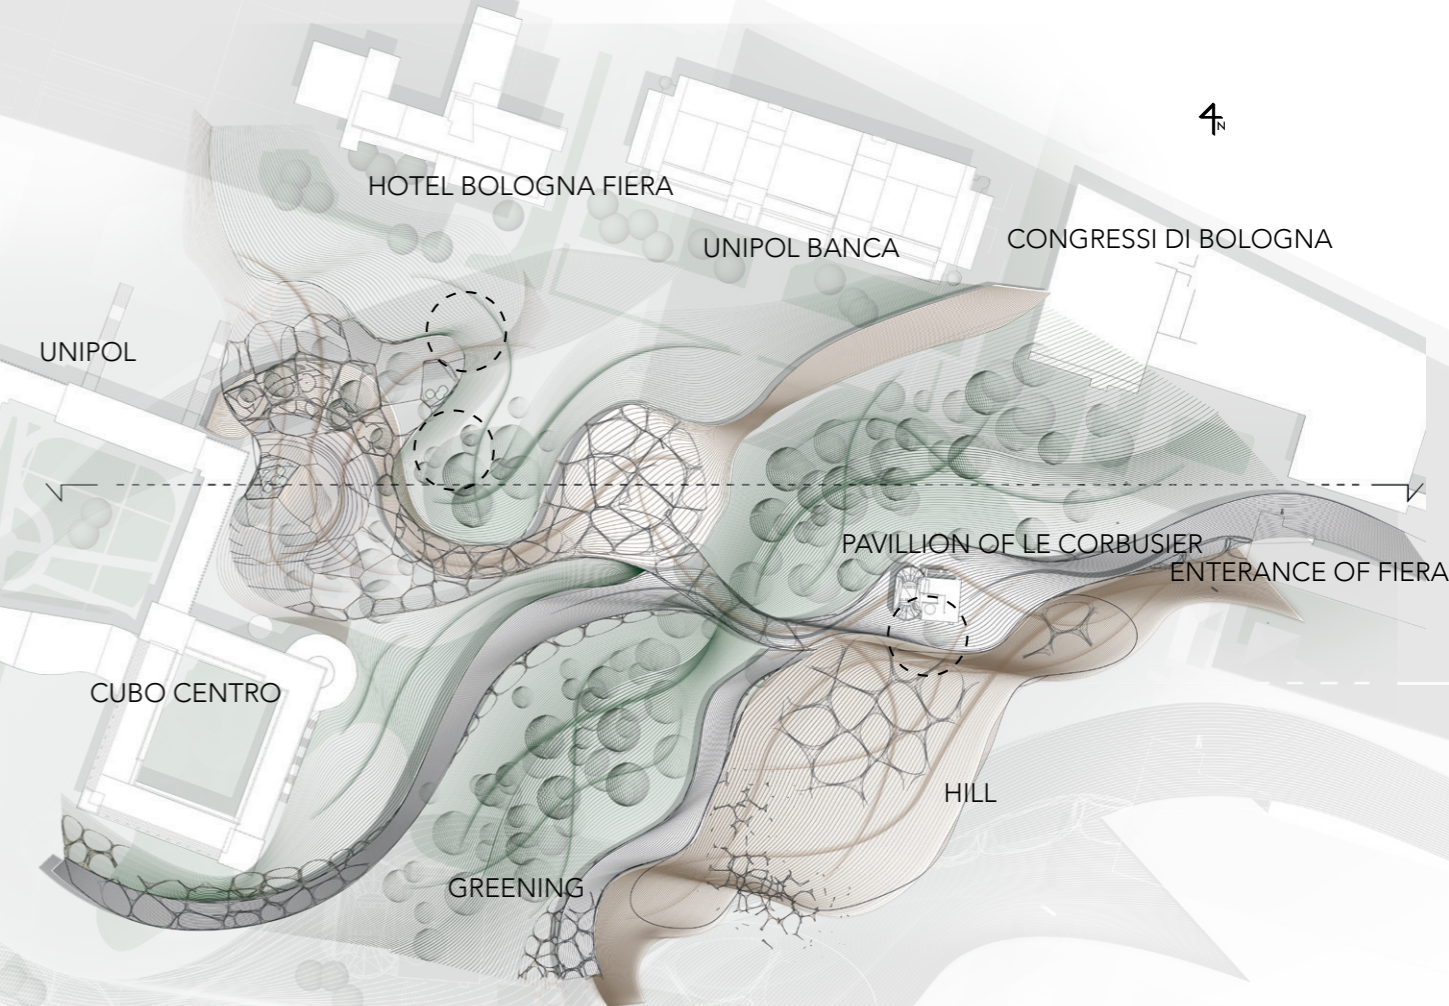 N
HOTEL BOLOGNA FIERA
UNIPOL BANCA
CONGRESSI DI BOLOGNA
UNIPOL
PAVILLION OF LE CORBUSIER
ENTERANCE OF FIERA
CUBO CENTRO
HILL
GREENING